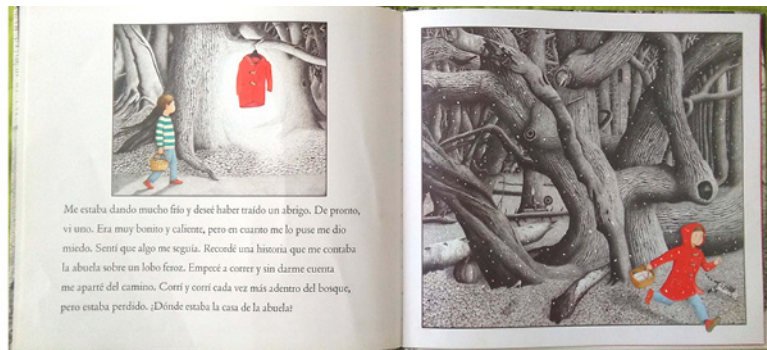 Me estaba dando mucho frío y deseé haber traído un abrigo. De pronto,
vi uno. Era muy bonito y caliente, pero en cuanto me lo puse me dio
miedo. Sentí que algo me seguía. Recordé una historia que me contaba
la abuela sobre un lobo feroz. Empecé a correr y sin darme cuenta
me aparté del camino. Corrí y corrí cada vez más adentro del bosque,
pero estaba perdido. ¿Dónde estaba la casa de la abuela?